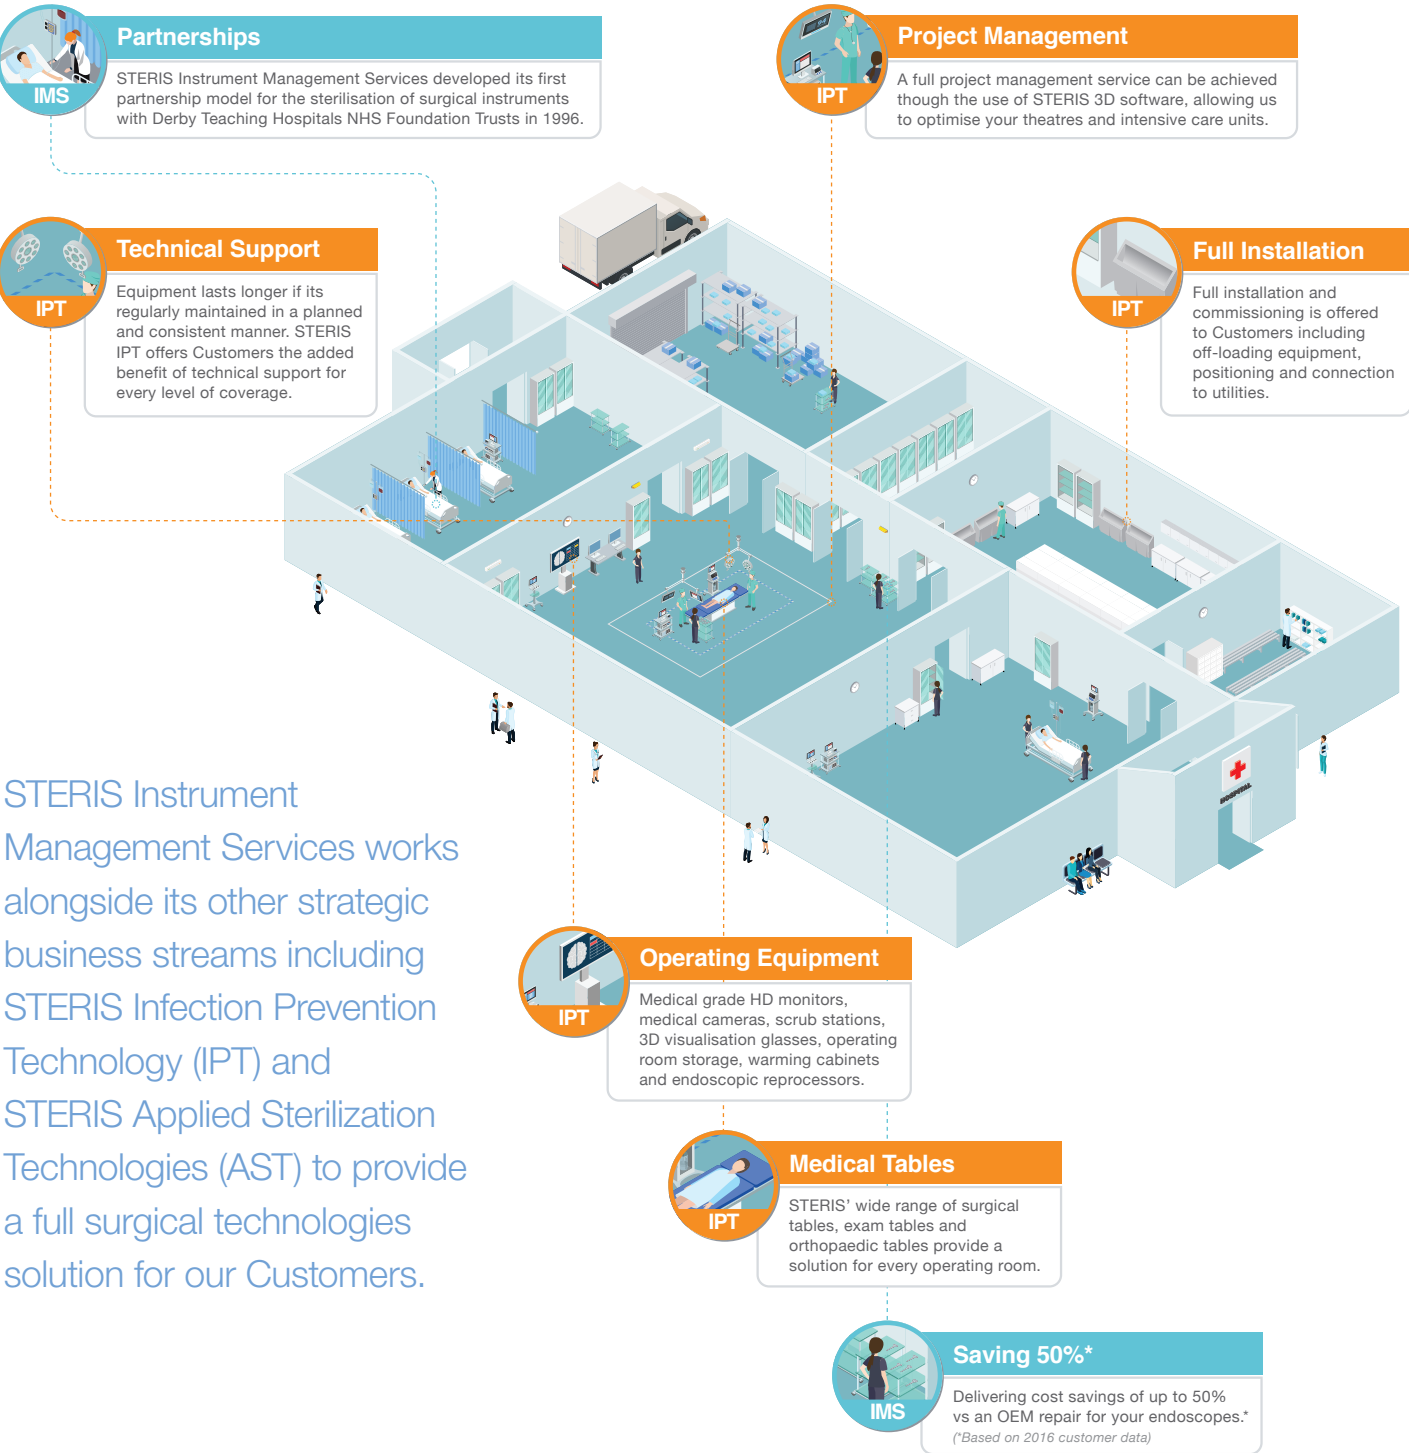 Partnerships
STERIS Instrument Management Services developed its first
partnership model for the sterilisation of surgical instruments
with Derby Teaching Hospitals NHS Foundation Trusts in 1996.
IMS
Project Management
A full project management service can be achieved
though the use of STERIS 3D software, allowing us
to optimise your theatres and intensive care units.
IPT
Technical Support
Equipment lasts longer if its
regularly maintained in a planned
and consistent manner. STERIS
IPT offers Customers the added
benefit of technical support for
every level of coverage.
IPT
Full Installation
Full installation and
commissioning is offered
to Customers including
off-loading equipment,
positioning and connection
to utilities.
IPT
HOSPITAL
STERIS Instrument
Management Services works
alongside its other strategic
business streams including
STERIS Infection Prevention
Technology (IPT) and
STERIS Applied Sterilization
Technologies (AST) to provide
a full surgical technologies
solution for our Customers.
Operating Equipment
Medical grade HD monitors,
medical cameras, scrub stations,
3D visualisation glasses, operating
room storage, warming cabinets
and endoscopic reprocessors.
IPT
Medical Tables
STERIS' wide range of surgical
tables, exam tables and
orthopaedic tables provide a
solution for every operating room.
IPT
Saving 50%*
Delivering cost savings of up to 50%
vs an OEM repair for your endoscopes.*
(*Based on 2016 customer data)
IMS